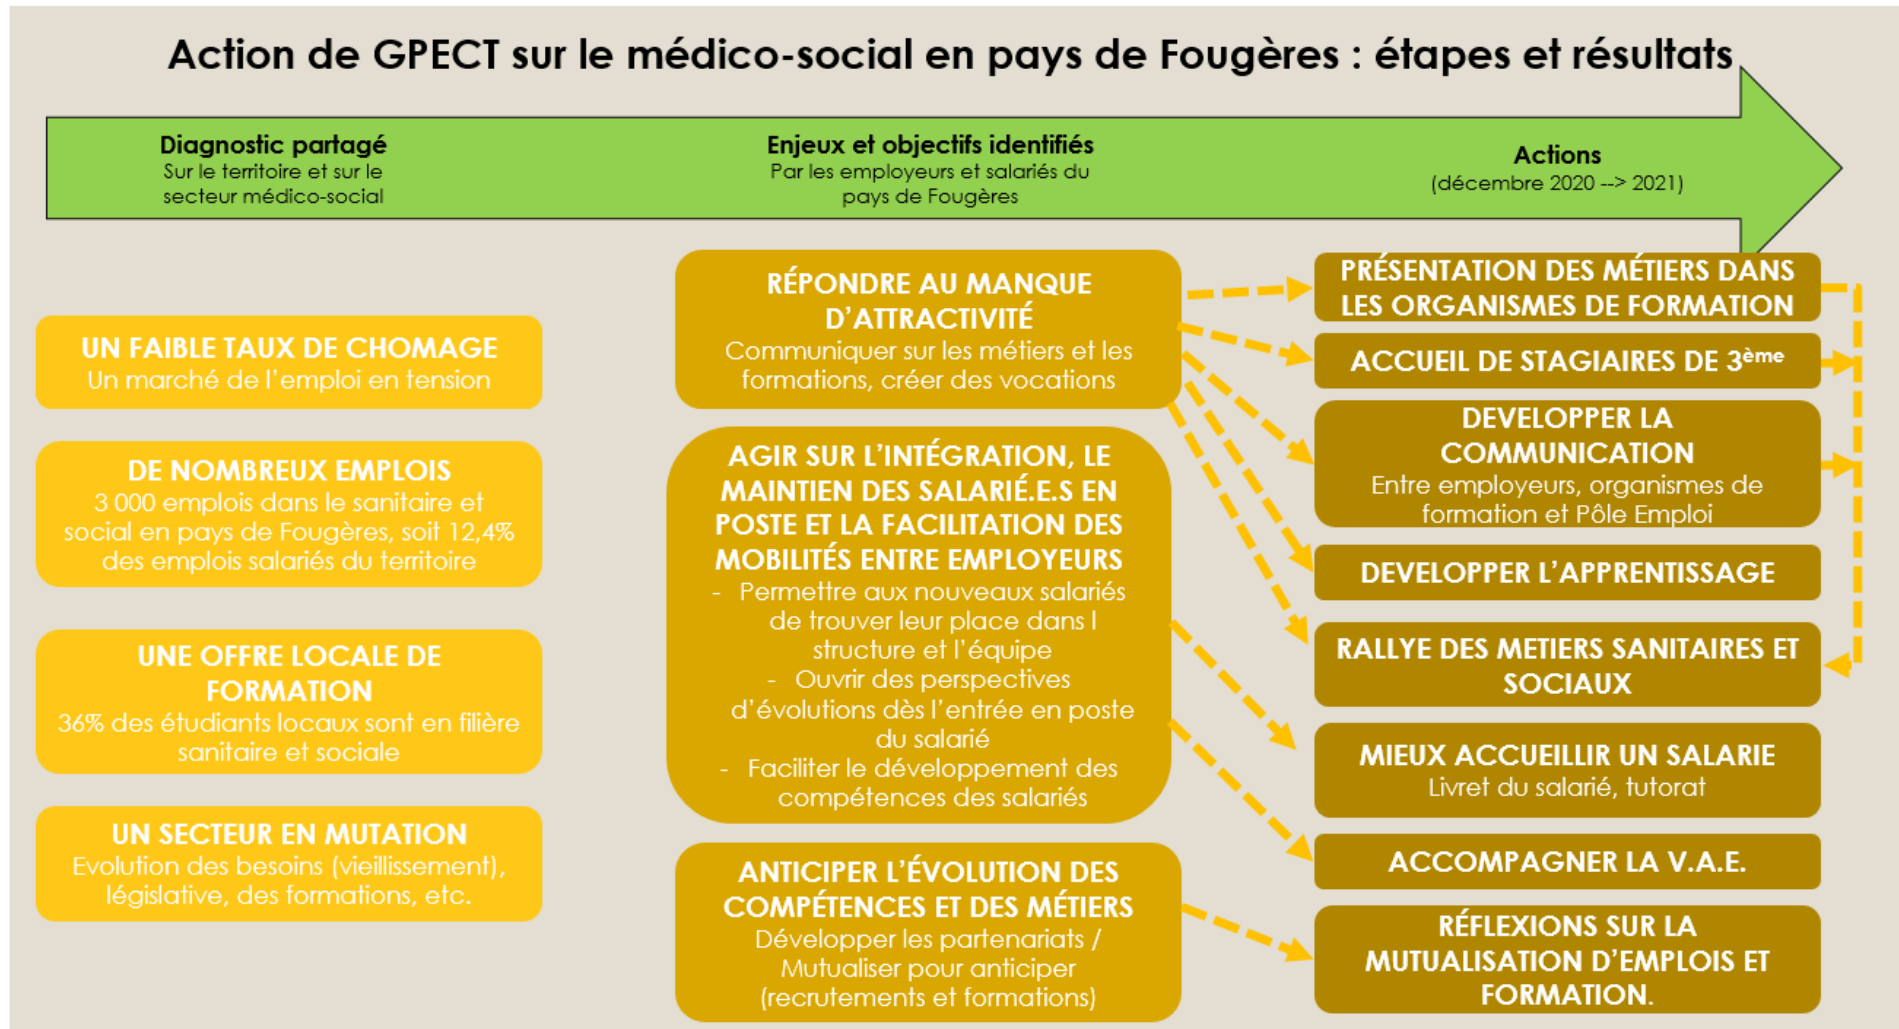 Action de GPECT sur le médico-social en pays de Fougères : étapes et résultats
Diagnostic partagé
Sur le territoire et sur le
secteur médico-social
Enjeux et objectifs identifiés
Par les employeurs et salariés du
pays de Fougères
Actions
(décembre 2020 --> 2021)
UN FAIBLE TAUX DE CHOMAGE
Un marché de l'emploi en tension
DE NOMBREUX EMPLOIS
3 000 emplois dans le sanitaire et
social en pays de Fougères, soit 12,4%
des emplois salariés du territoire
UNE OFFRE LOCALE DE
FORMATION
36% des étudiants locaux sont en filière
sanitaire et sociale
UN SECTEUR EN MUTATION
Evolution des besoins (vieillissement),
législative, des formations, etc.
RÉPONDRE AU MANQUE
D'ATTRACTIVITÉ
Communiquer sur les métiers et les
formations, créer des vocations
AGIR SUR L'INTÉGRATION, LE
MAINTIEN DES SALARIÉ.E.S EN
POSTE ET LA FACILITATION DES
MOBILITÉS ENTRE EMPLOYEURS
- Permettre aux nouveaux salariés
de trouver leur place dans l
structure et l'équipe
- Ouvrir des perspectives
d'évolutions dès l'entrée en poste
du salarié
- Faciliter le développement des
compétences des salariés
ANTICIPER L'ÉVOLUTION DES
COMPÉTENCES ET DES MÉTIERS
Développer les partenariats /
Mutualiser pour anticiper
(recrutements et formations)
PRÉSENTATION DES MÉTIERS DANS
LES ORGANISMES DE FORMATION
ACCUEIL DE STAGIAIRES DE 3ème
DEVELOPPER LA
COMMUNICATION
Entre employeurs, organismes de
formation et Pôle Emploi
DEVELOPPER L'APPRENTISSAGE
RALLYE DES METIERS SANITAIRES ET
SOCIAUX
MIEUX ACCUEILLIR UN SALARIE
Livret du salarié, tutorat
ACCOMPAGNER LA V.A.E.
RÉFLEXIONS SUR LA
MUTUALISATION D'EMPLOIS ET
FORMATION.